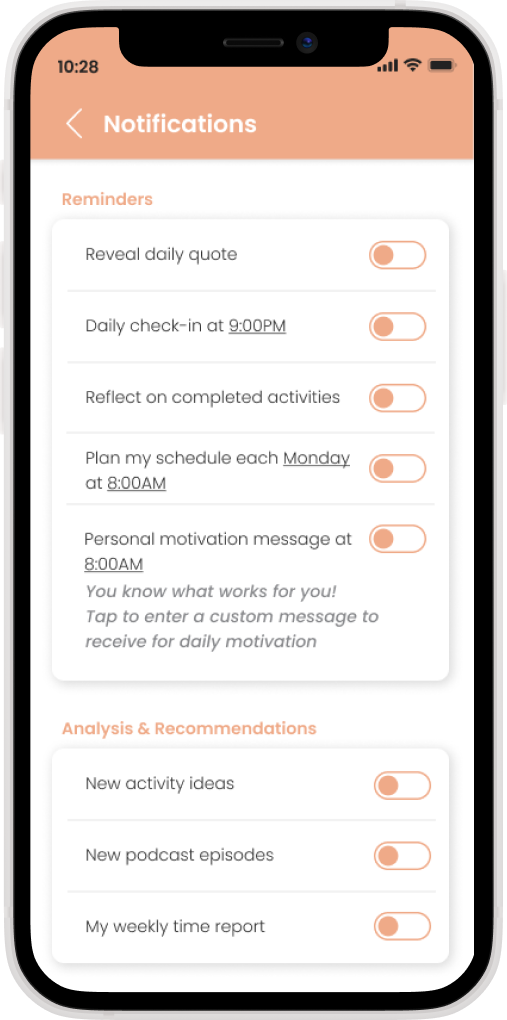 10:28
Notifications
Reminders
Reveal daily quote
Daily check-in at 9:00PM
Reflect on completed activities
Plan my schedule each Monday
at 8:00AM
Personal motivation message at
8:00AM
You know what works for you!
Tap to enter a custom message to
receive for daily motivation
Analysis & Recommendations
New activity ideas
New podcast episodes
My weekly time report